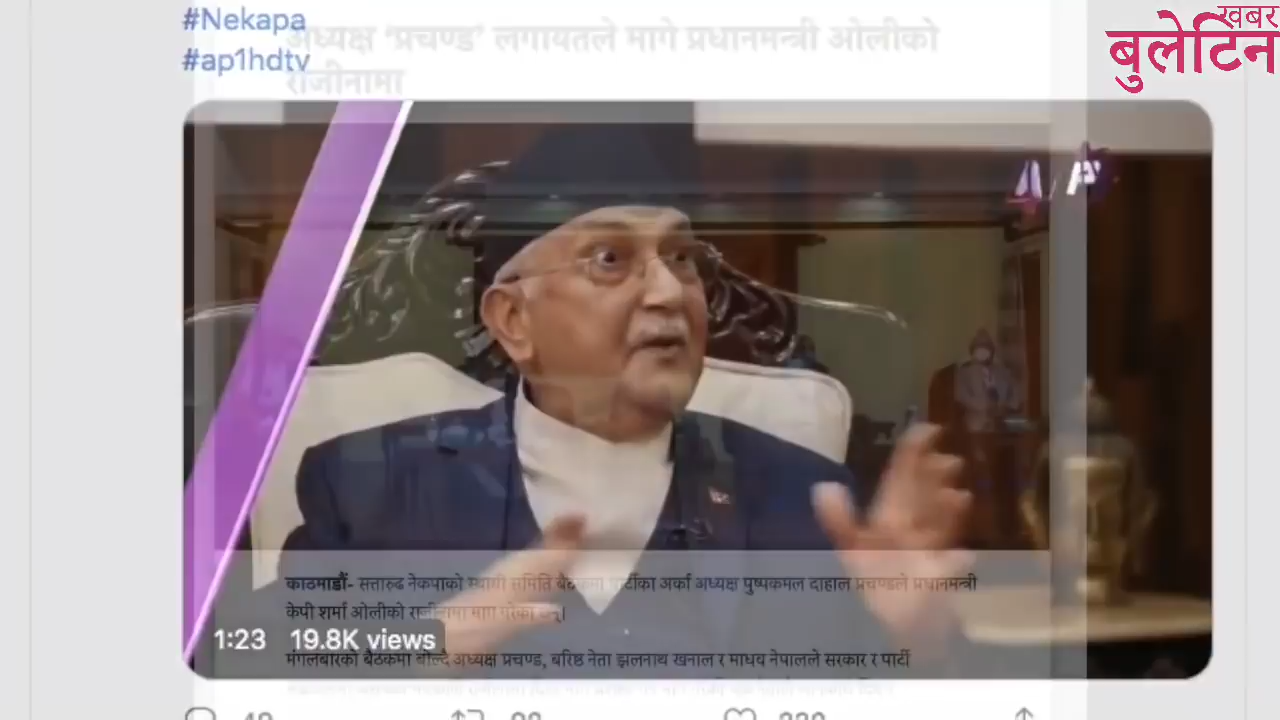 #Nekapa
#ap1hdtv
अध्यक्ष ‘प्रचण्ड’ लगायतले मागे प्रधानमन्त्री ओलीको
राजीनामा
खबर
बुलेटिन
काठमाडौं- सत्तारुढ नेकपाको स्थायी समिति बैठकमा पार्टीका अर्का अध्यक्ष पुष्पकमल दाहाल प्रचण्डले प्रधानमन्त्री
केपी शर्मा ओलीको राजीनामा माग गरेका छन्।
1:23 19.8K views
मंगलबारको बैठकमा बोल्दै अध्यक्ष प्रचण्ड, बरिष्ठ नेता झलनाथ खनाल र माधव नेपालले सरकार र पार्टी